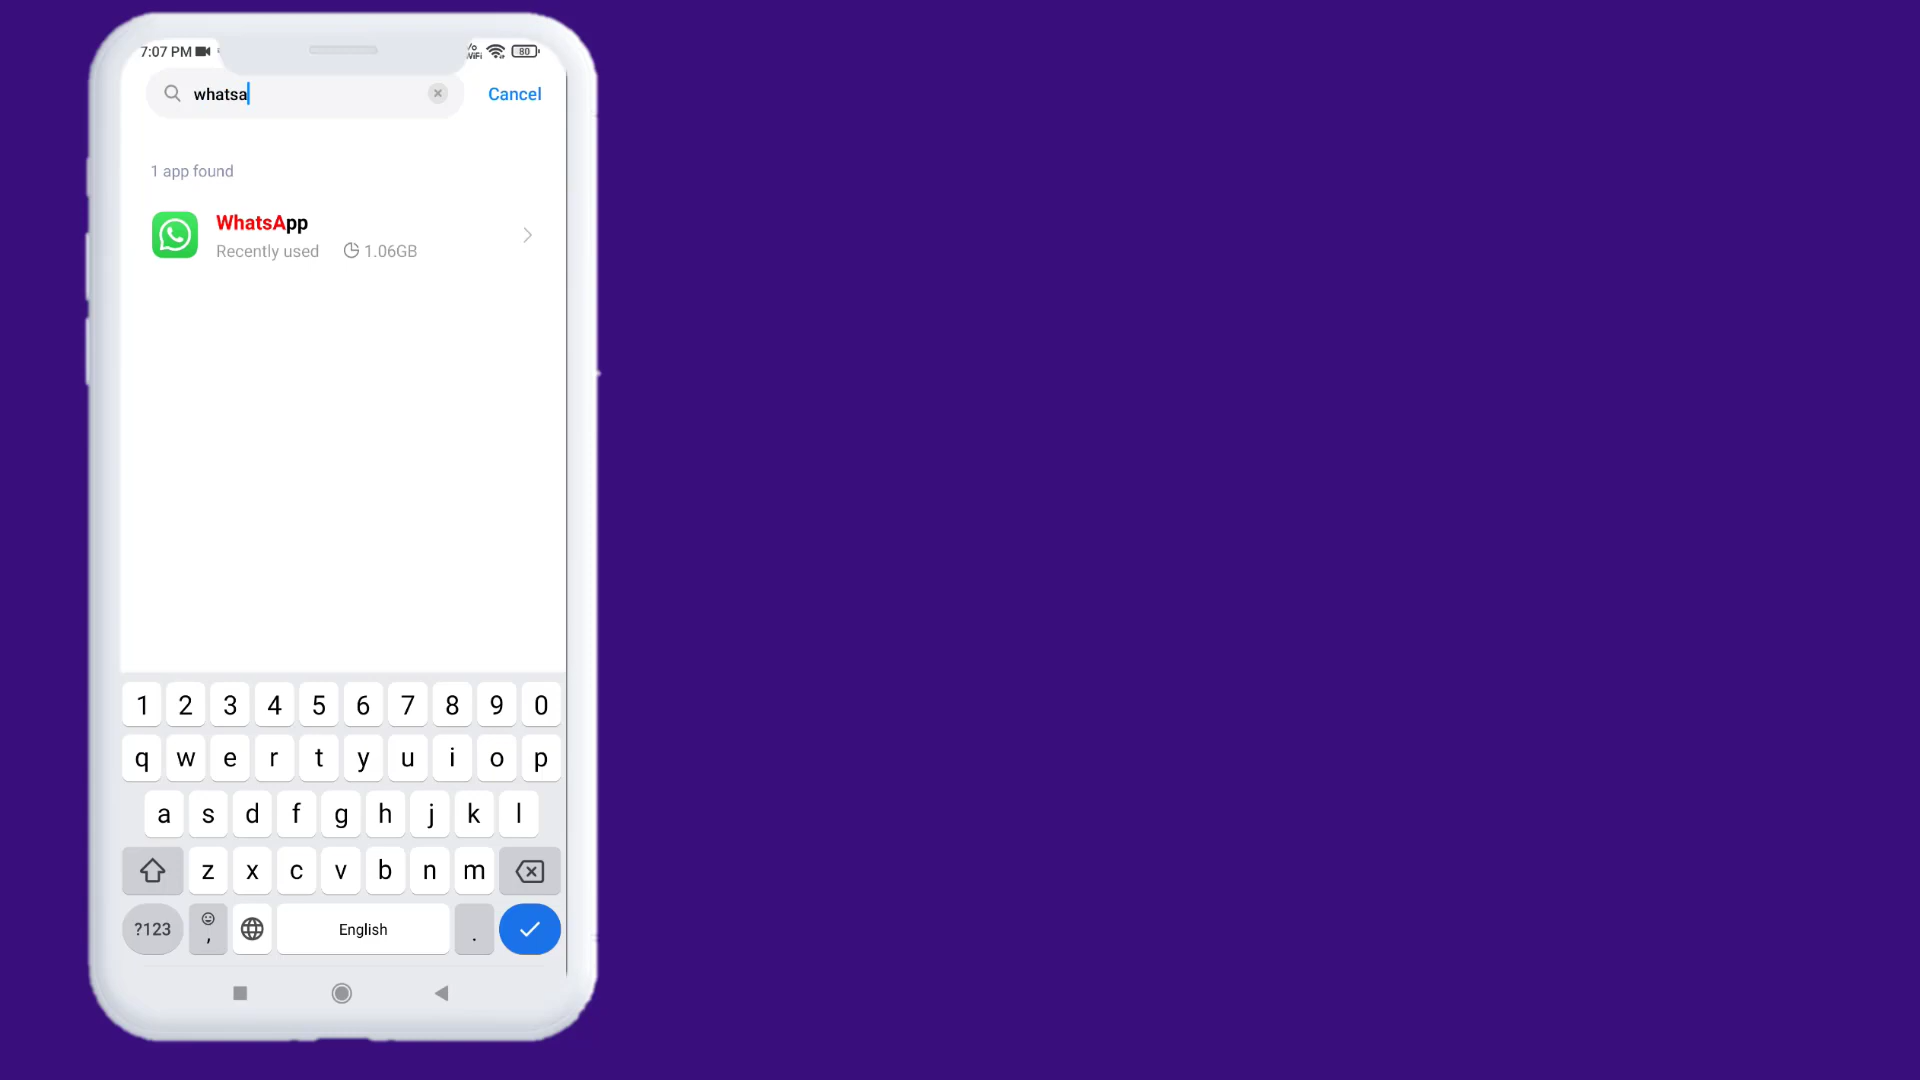 7:07 PM
WiFi 80
whatsa
Cancel
1 app found
WhatsApp
Recently used 1.06GB
1 2 3 4 5 6 7 8 9 0
q w e r t y u i o p
a s d f g h j k l
z x c v b n m
?123 , English .